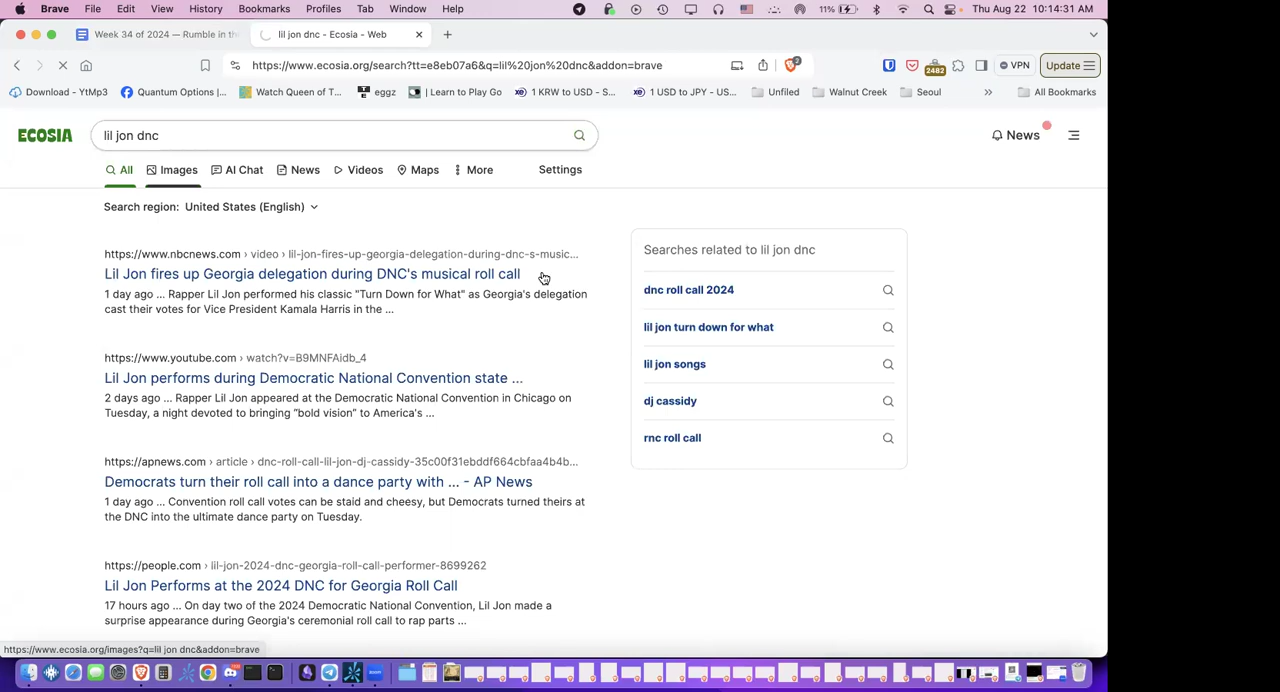 Brave File Edit View History Bookmarks Profiles Tab Window Help 11% Thu Aug 22 10:14:31 AM
Week 34 of 2024 — Rumble in th
lil jon dnc - Ecosia - Web
https://www.ecosia.org/search?tt=e8eb07a6&q=lil%20jon%20dnc&addon=brave
2
2482
VPN
Update
Download - YtMp3
Quantum Options |...
Watch Queen of T...
eggz
| Learn to Play Go
1 KRW to USD - S...
1 USD to JPY - US...
Unfiled
Walnut Creek
Seoul
»
All Bookmarks
ECOSIA
lil jon dnc
News
All
Images
AI Chat
News
Videos
Maps
More
Settings
Search region: United States (English)
https://www.nbcnews.com › video › lil-jon-fires-up-georgia-delegation-during-dnc-s-music...
Lil Jon fires up Georgia delegation during DNC's musical roll call
1 day ago ... Rapper Lil Jon performed his classic "Turn Down for What" as Georgia's delegation
cast their votes for Vice President Kamala Harris in the ...
https://www.youtube.com › watch?v=B9MNFAidb_4
Lil Jon performs during Democratic National Convention state ...
2 days ago ... Rapper Lil Jon appeared at the Democratic National Convention in Chicago on
Tuesday, a night devoted to bringing "bold vision" to America's ...
https://apnews.com › article › dnc-roll-call-lil-jon-dj-cassidy-35c00f31ebddf664cbfaa4b4b...
Democrats turn their roll call into a dance party with ... - AP News
1 day ago ... Convention roll call votes can be staid and cheesy, but Democrats turned theirs at
the DNC into the ultimate dance party on Tuesday.
https://people.com › lil-jon-2024-dnc-georgia-roll-call-performer-8699262
Lil Jon Performs at the 2024 DNC for Georgia Roll Call
17 hours ago ... On day two of the 2024 Democratic National Convention, Lil Jon made a
surprise appearance during Georgia's ceremonial roll call to rap parts ...
Searches related to lil jon dnc
dnc roll call 2024
lil jon turn down for what
lil jon songs
dj cassidy
rnc roll call
https://www.ecosia.org/images?q=lil jon dnc&addon=brave